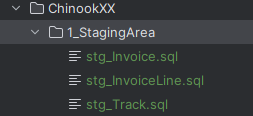 ChinookXX
1_StagingArea
stg_Invoice.sql
stg_InvoiceLine.sql
stg_Track.sql